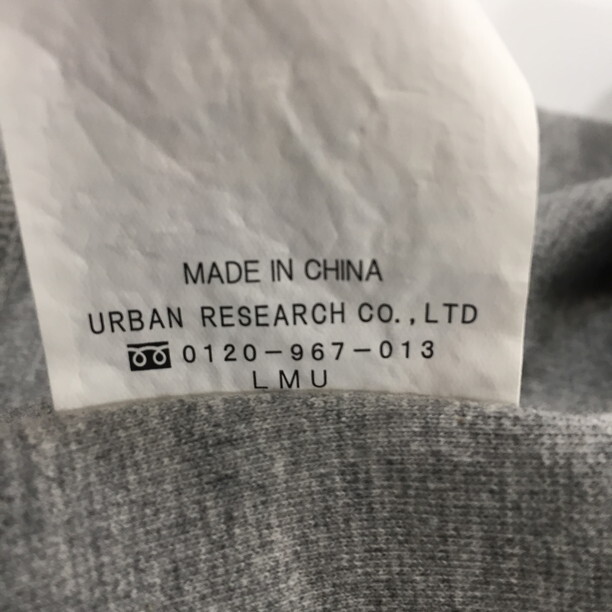 MADE IN CHINA
URBAN RESEARCH CO.,LTD
0120-967-013
LMU